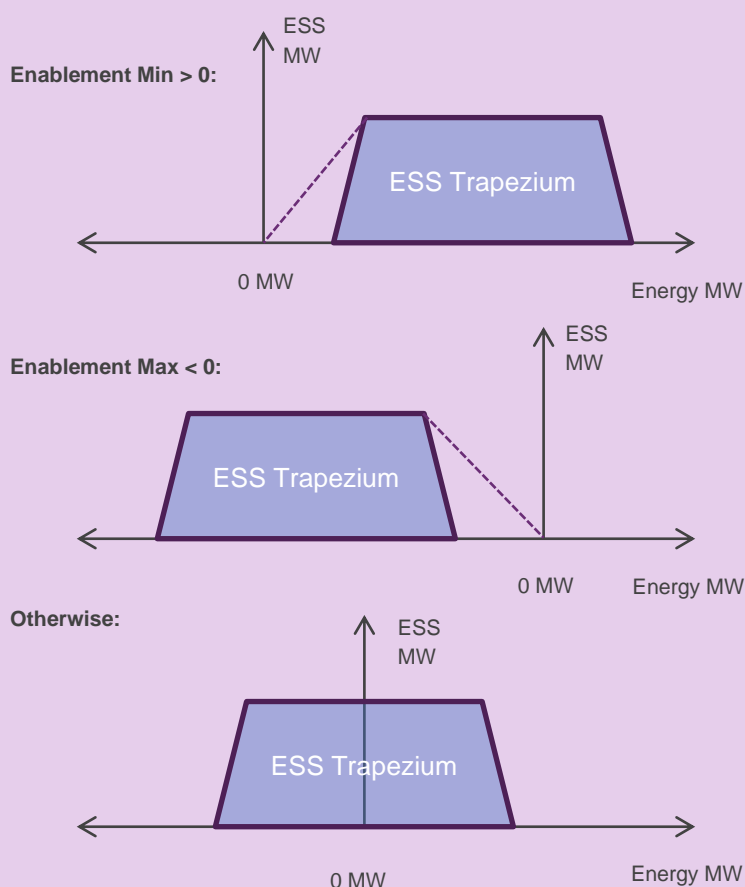 ESS
MW
Enablement Min > 0:
ESS Trapezium
0 MW
Energy MW
ESS
MW
Enablement Max < 0:
ESS Trapezium
0 MW
Energy MW
Otherwise:
ESS
MW
ESS Trapezium
0 MW
Energy MW